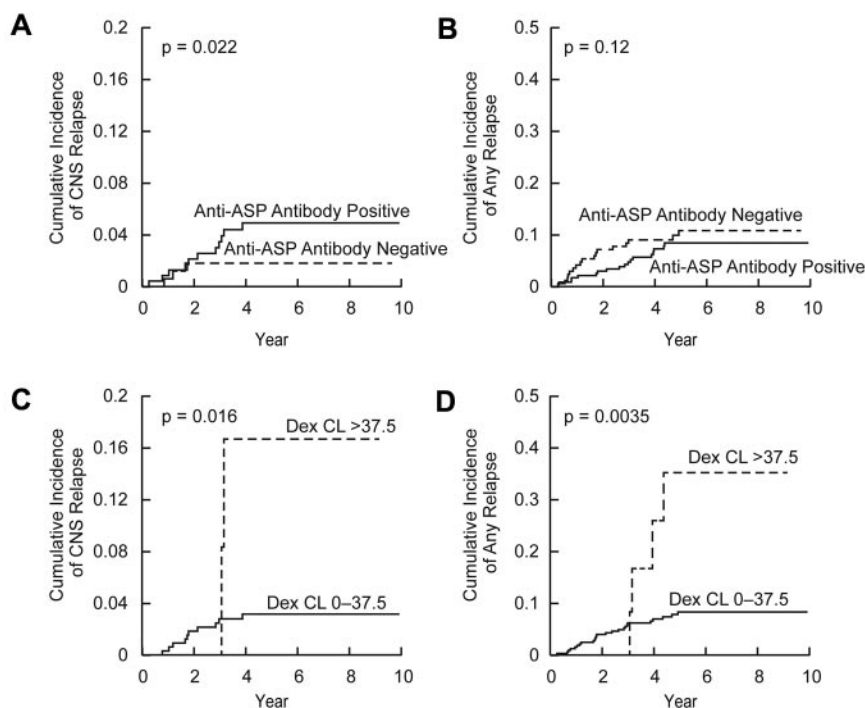 A
p = 0.022
Cumulative Incidence
of CNS Relapse
0.2
0.16
0.12
0.08
0.04
0
Anti-ASP Antibody Positive
Anti-ASP Antibody Negative
0 2 4 6 8 10
Year
B
p = 0.12
Cumulative Incidence
of Any Relapse
0.5
0.4
0.3
0.2
0.1
0
Anti-ASP Antibody Negative
Anti-ASP Antibody Positive
0 2 4 6 8 10
Year
C
p = 0.016
Cumulative Incidence
of CNS Relapse
0.2
0.16
0.12
0.08
0.04
0
Dex CL >37.5
Dex CL 0–37.5
0 2 4 6 8 10
Year
D
p = 0.0035
Cumulative Incidence
of Any Relapse
0.5
0.4
0.3
0.2
0.1
0
Dex CL >37.5
Dex CL 0–37.5
0 2 4 6 8 10
Year